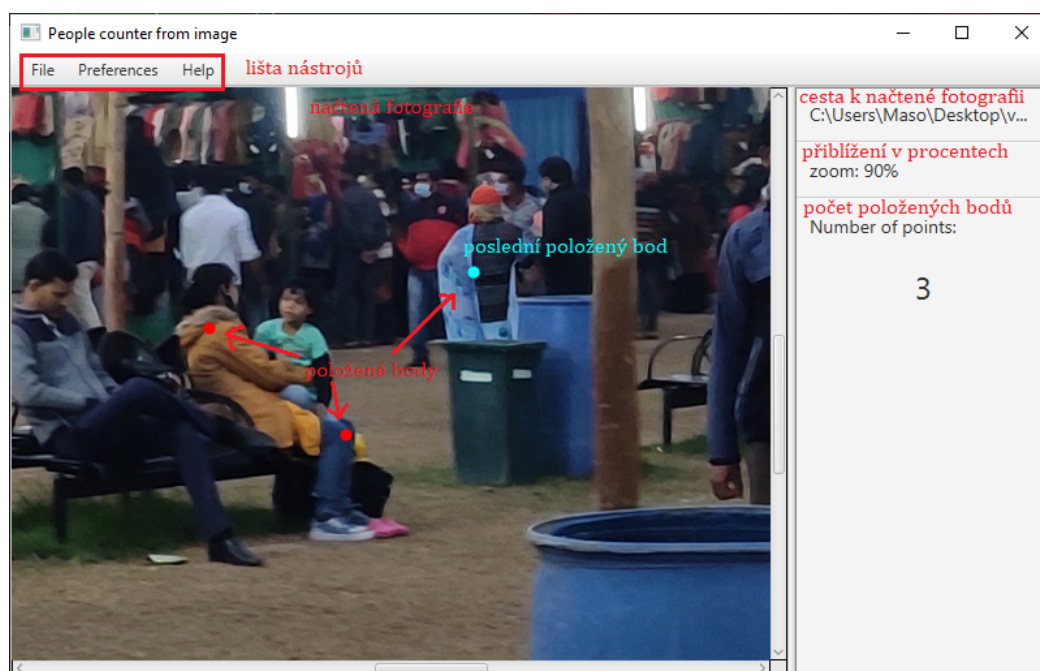 People counter from image
File Preferences Help lišta nástrojů
načtená fotografie
cesta k načtené fotografii
C:\Users\Maso\Desktop\v...
přiblížení v procentech
zoom: 90%
počet položených bodů
Number of points:
3
poslední položený bod
položené body